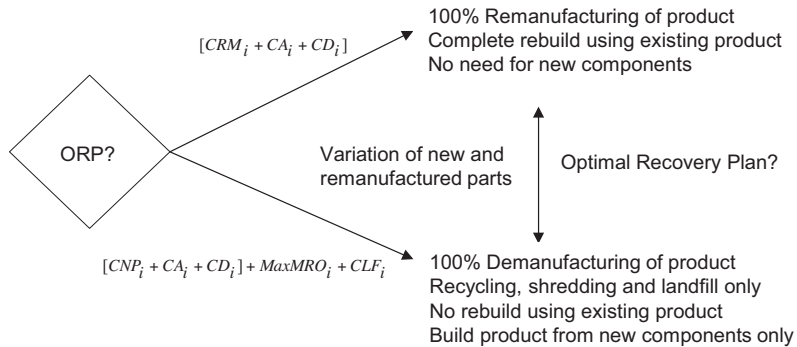 100% Remanufacturing of product
Complete rebuild using existing product
No need for new components
[CRM_i + CA_i + CD_i]
ORP?
Variation of new and
remanufactured parts
Optimal Recovery Plan?
[CNP_i + CA_i + CD_i] + MaxMRO_i + CLF_i
100% Demanufacturing of product
Recycling, shredding and landfill only
No rebuild using existing product
Build product from new components only